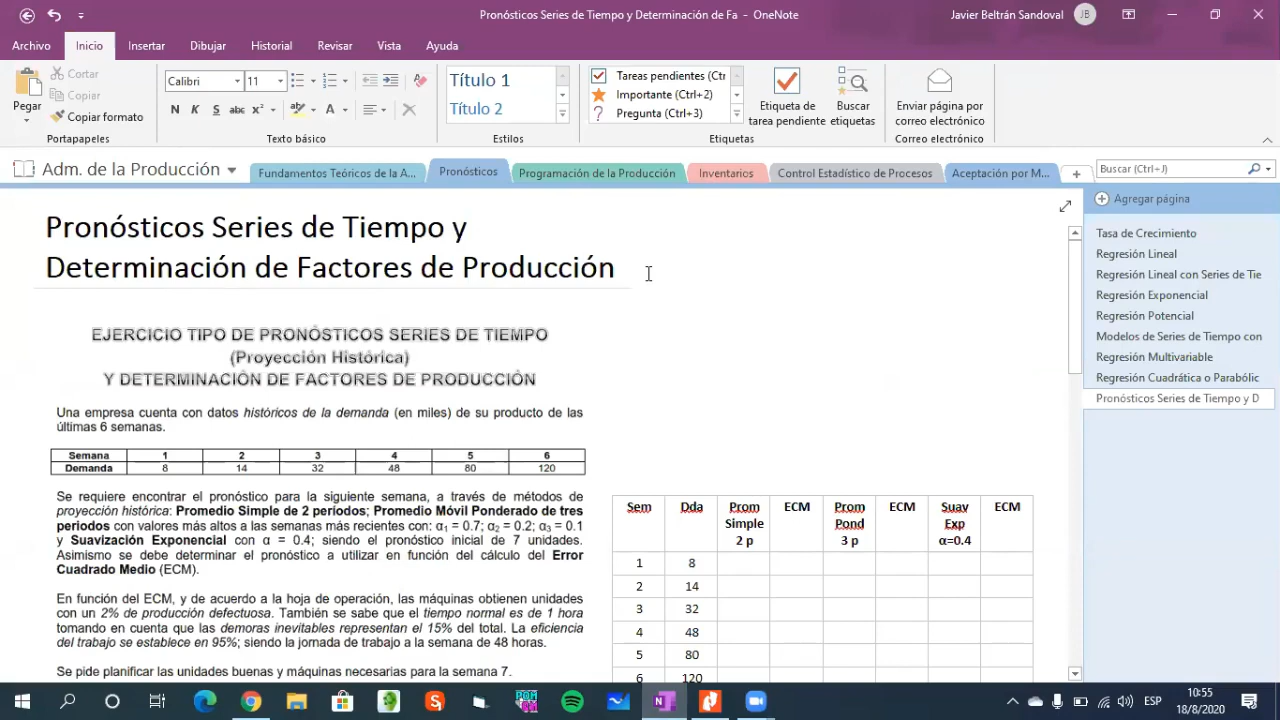 Pronósticos Series de Tiempo y Determinación de Fa - OneNote
Javier Beltrán Sandoval JB
Archivo Inicio Insertar Dibujar Historial Revisar Vista Ayuda
Pegar
Cortar
Copiar
Copiar formato
Portapapeles
Calibri 11
N K S abc x² A
Texto básico
Título 1
Título 2
Estilos
Tareas pendientes (Ctr
Importante (Ctrl+2)
Pregunta (Ctrl+3)
Etiqueta de
tarea pendiente
Buscar
etiquetas
Etiquetas
Enviar página por
correo electrónico
Correo electrónico
Adm. de la Producción
Fundamentos Teóricos de la A...
Pronósticos
Programación de la Producción
Inventarios
Control Estadístico de Procesos
Aceptación por M...
Buscar (Ctrl+J)
Agregar página
Tasa de Crecimiento
Regresión Lineal
Regresión Lineal con Series de Tie
Regresión Exponencial
Regresión Potencial
Modelos de Series de Tiempo con
Regresión Multivariable
Regresión Cuadrática o Parabólic
Pronósticos Series de Tiempo y D
Pronósticos Series de Tiempo y
Determinación de Factores de Producción
EJERCICIO TIPO DE PRONÓSTICOS SERIES DE TIEMPO
(Proyección Histórica)
Y DETERMINACIÓN DE FACTORES DE PRODUCCIÓN
Una empresa cuenta con datos históricos de la demanda (en miles) de su producto de las
últimas 6 semanas.
Semana 1 2 3 4 5 6
Demanda 8 14 32 48 80 120
Se requiere encontrar el pronóstico para la siguiente semana, a través de métodos de
proyección histórica: Promedio Simple de 2 períodos; Promedio Móvil Ponderado de tres
periodos con valores más altos a las semanas más recientes con: α1 = 0.7; α2 = 0.2; α3 = 0.1
y Suavización Exponencial con α = 0.4; siendo el pronóstico inicial de 7 unidades.
Asimismo se debe determinar el pronóstico a utilizar en función del cálculo del Error
Cuadrado Medio (ECM).
En función del ECM, y de acuerdo a la hoja de operación, las máquinas obtienen unidades
con un 2% de producción defectuosa. También se sabe que el tiempo normal es de 1 hora
tomando en cuenta que las demoras inevitables representan el 15% del total. La eficiencia
del trabajo se establece en 95%; siendo la jornada de trabajo a la semana de 48 horas.
Se pide planificar las unidades buenas y máquinas necesarias para la semana 7.
Sem Dda Prom ECM Prom ECM Suav ECM
Simple Pond Exp
2 p 3 p α=0.4
1 8
2 14
3 32
4 48
5 80
6 120
ESP
10:55
18/8/2020